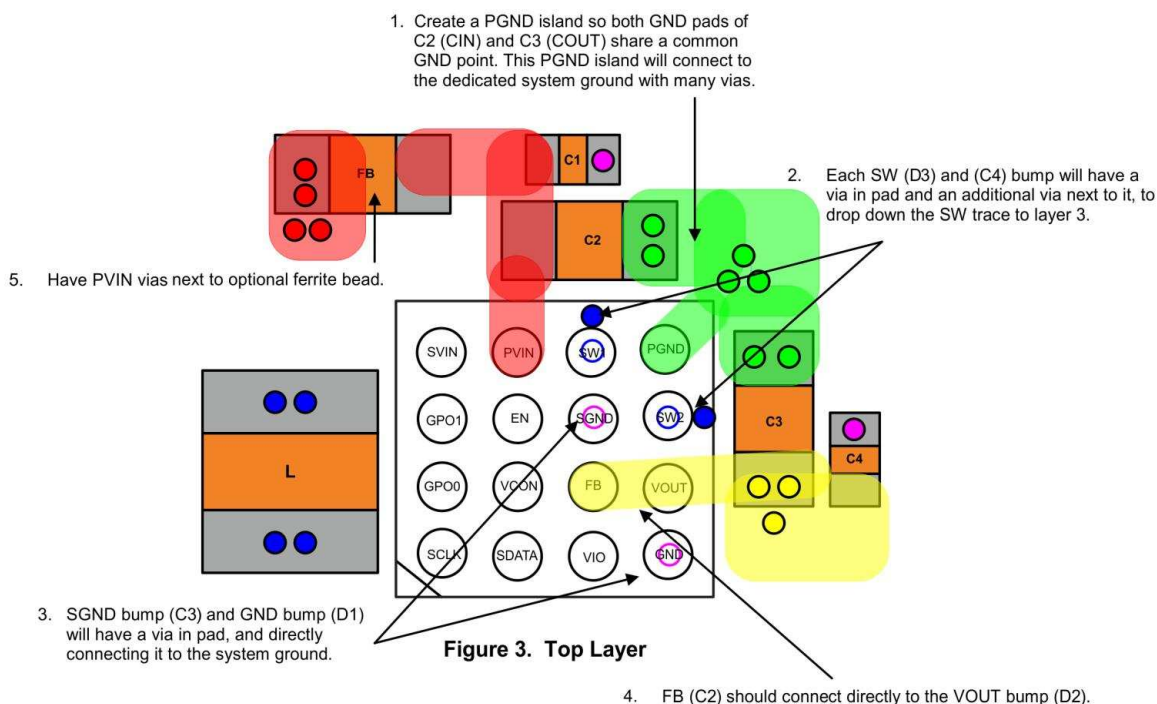 1. Create a PGND island so both GND pads of
C2 (CIN) and C3 (COUT) share a common
GND point. This PGND island will connect to
the dedicated system ground with many vias.
2. Each SW (D3) and (C4) bump will have a
via in pad and an additional via next to it, to
drop down the SW trace to layer 3.
FB
C1
C2
5. Have PVIN vias next to optional ferrite bead.
SVIN
PVIN
SW1
PGND
GPO1
EN
SGND
SW2
C3
C4
L
GPO0
VCON
FB
VOUT
SCLK
SDATA
VIO
GND
3. SGND bump (C3) and GND bump (D1)
will have a via in pad, and directly
connecting it to the system ground.
Figure 3. Top Layer
4. FB (C2) should connect directly to the VOUT bump (D2).